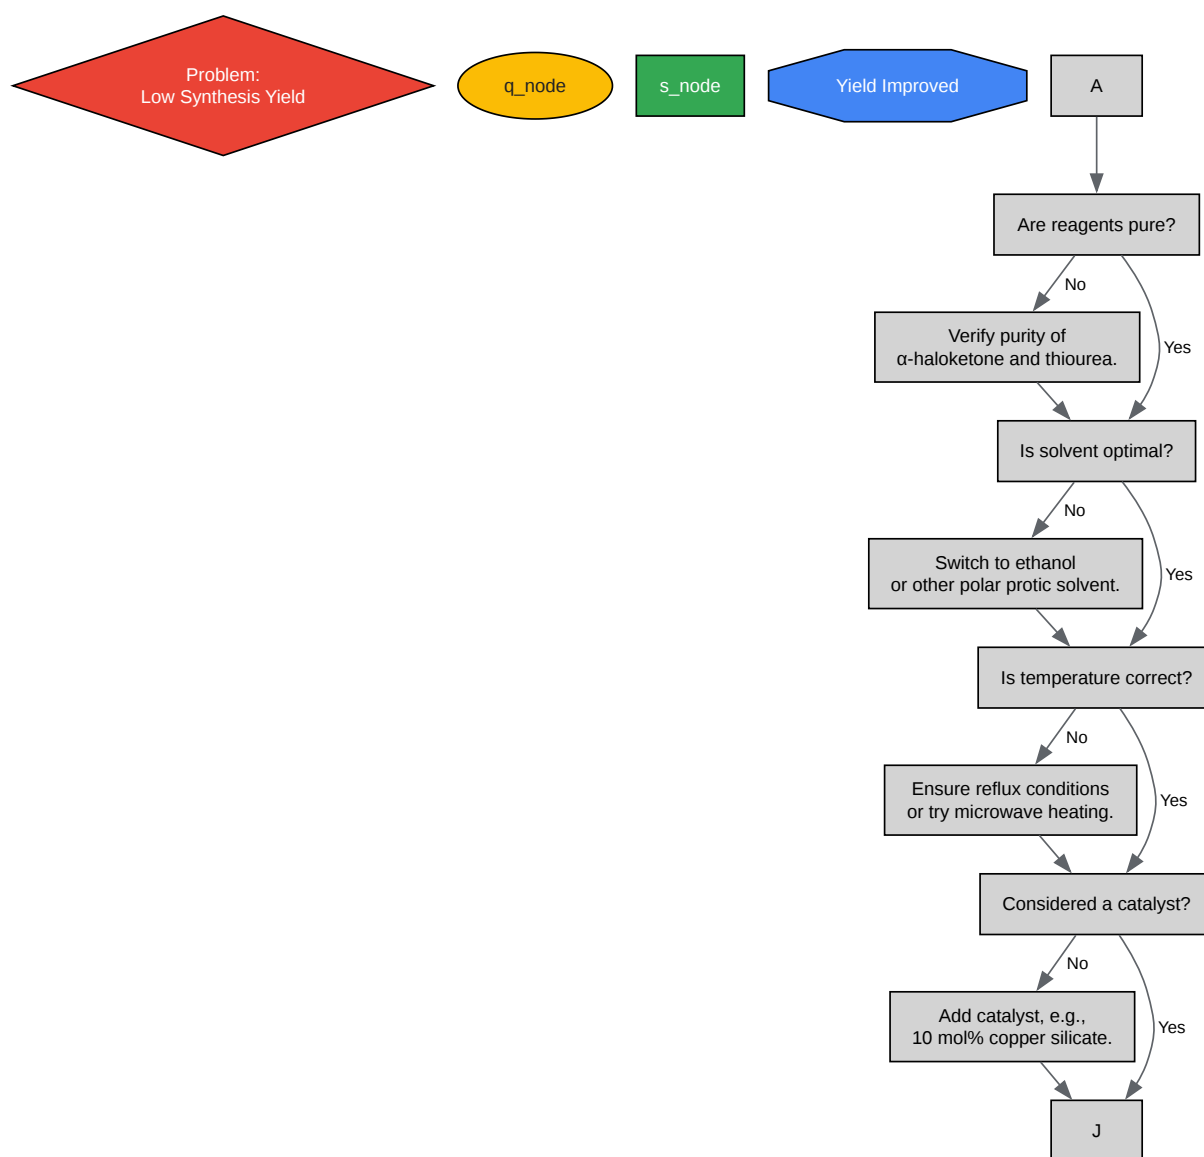 Problem:
Low Synthesis Yield
q_node
s_node
Yield Improved
A
Are reagents pure?
No
Verify purity of
α-haloketone and thiourea.
Yes
Is solvent optimal?
No
Switch to ethanol
or other polar protic solvent.
Yes
Is temperature correct?
No
Ensure reflux conditions
or try microwave heating.
Yes
Considered a catalyst?
No
Add catalyst, e.g.,
10 mol% copper silicate.
Yes
J